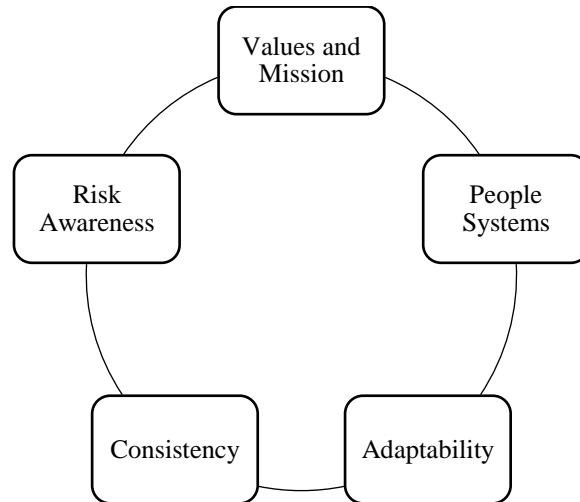 Values and
Mission
People
Systems
Adaptability
Consistency
Risk
Awareness